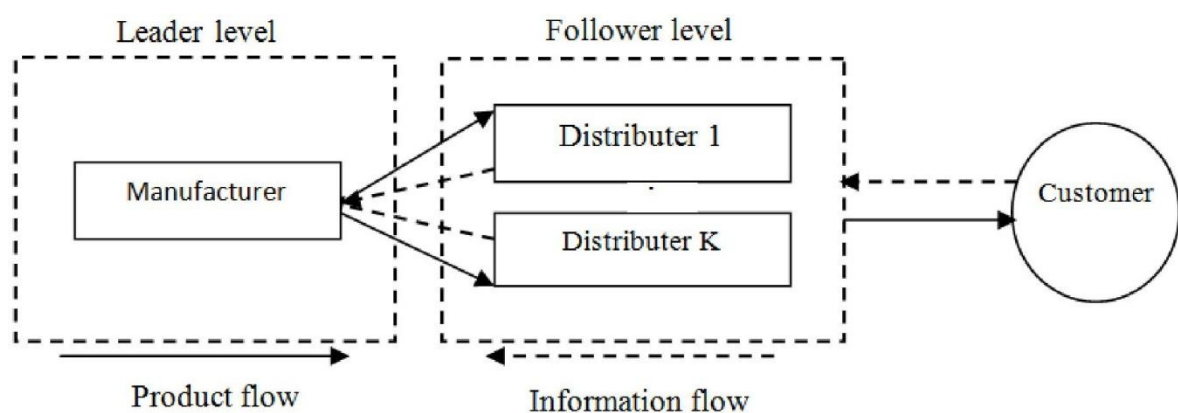 Leader level
Follower level
Manufacturer
Distributer 1
Distributer K
Customer
Product flow
Information flow